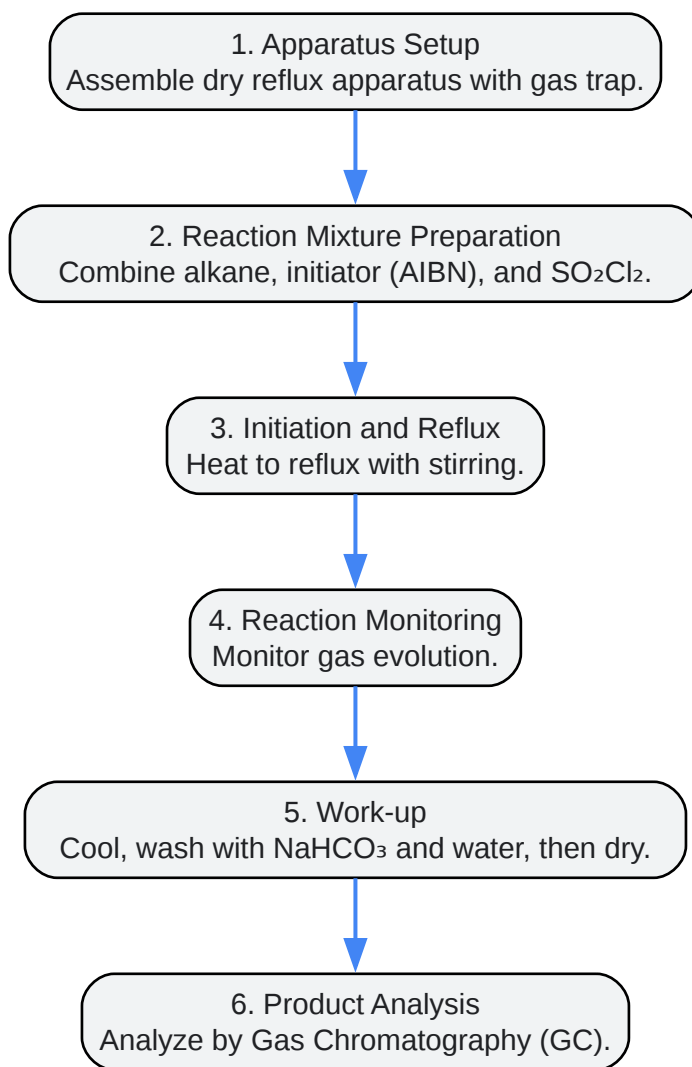 1. Apparatus Setup
Assemble dry reflux apparatus with gas trap.
2. Reaction Mixture Preparation
Combine alkane, initiator (AIBN), and SO₂Cl₂.
3. Initiation and Reflux
Heat to reflux with stirring.
4. Reaction Monitoring
Monitor gas evolution.
5. Work-up
Cool, wash with NaHCO₃ and water, then dry.
6. Product Analysis
Analyze by Gas Chromatography (GC).